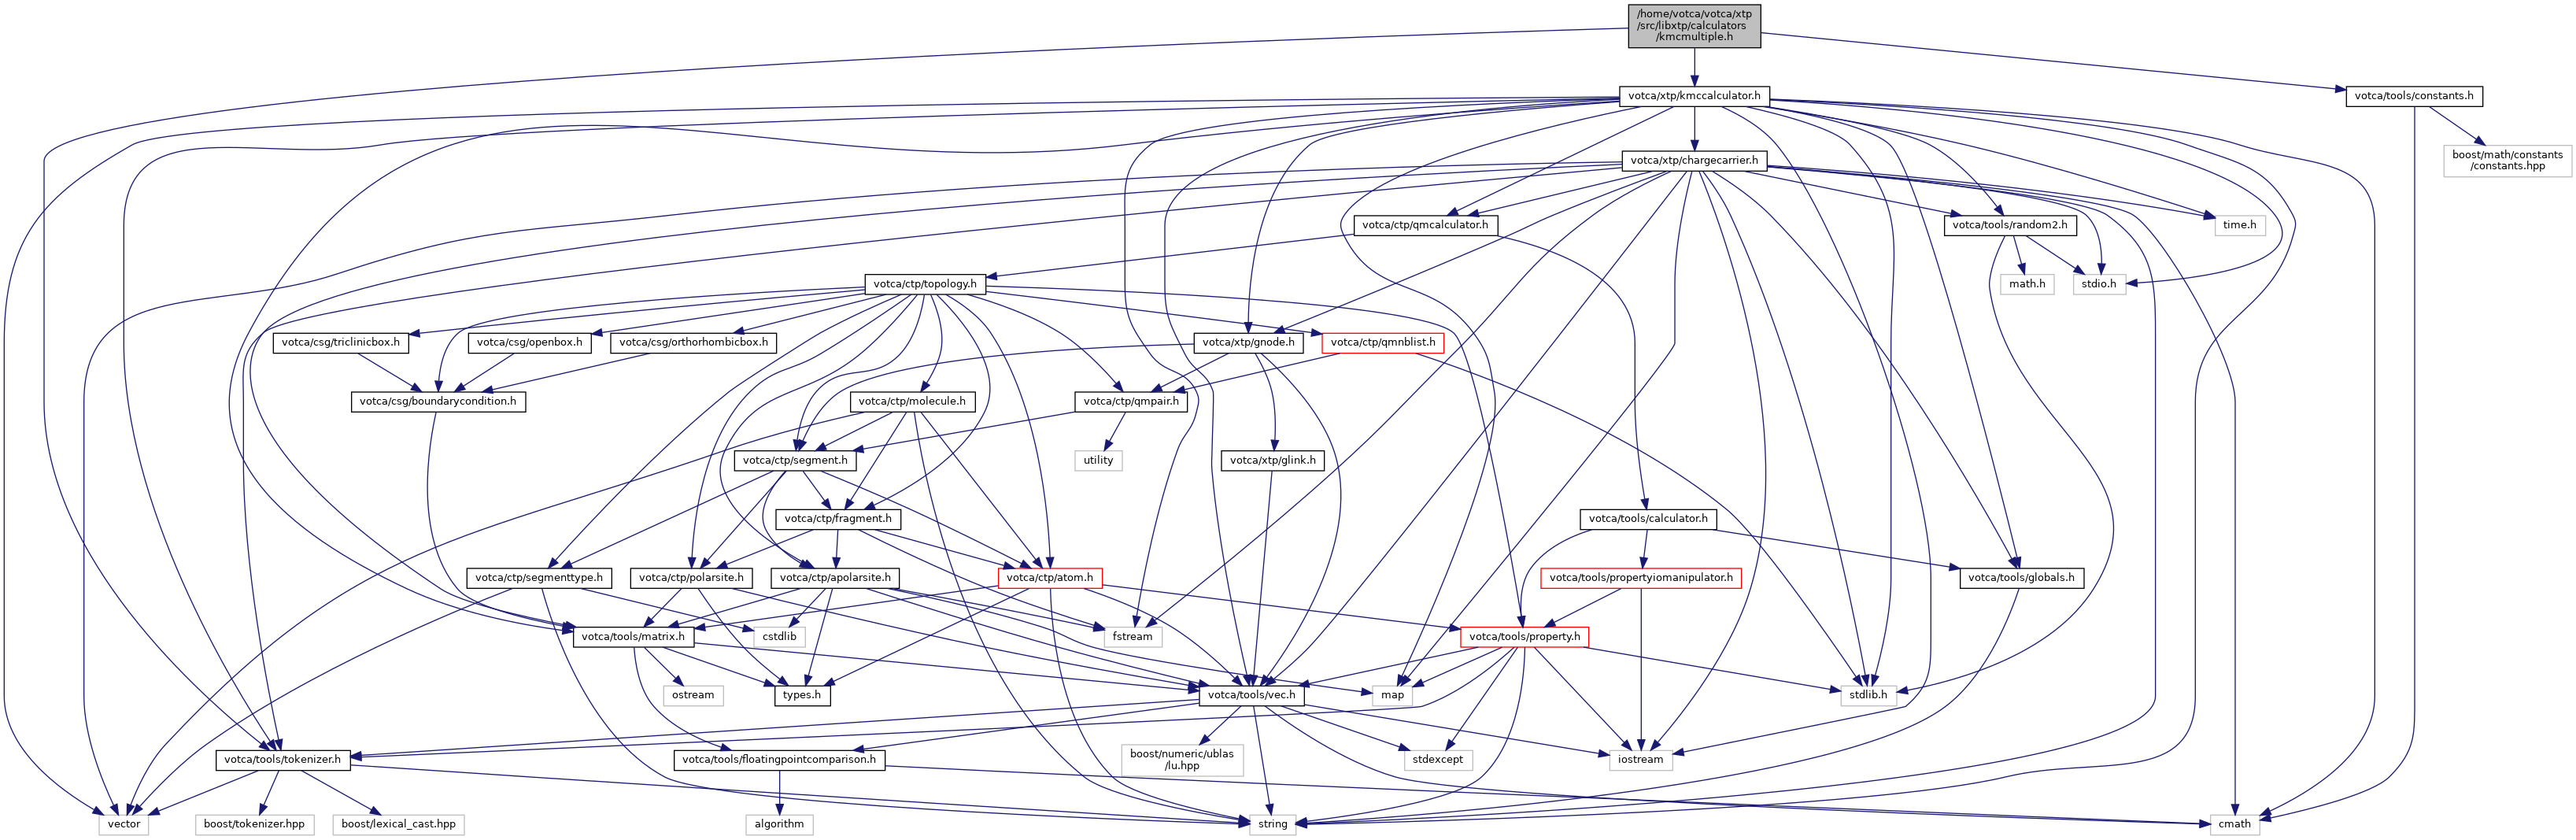 /home/votca/votca/xtp
/src/libxtp/calculators
/kmcmultiple.h
votca/xtp/kmccalculator.h
votca/tools/constants.h
boost/math/constants
/constants.hpp
votca/xtp/chargecarrier.h
votca/ctp/qmcalculator.h
votca/tools/random2.h
time.h
votca/ctp/topology.h
math.h
stdio.h
votca/csg/triclinicbox.h
votca/csg/openbox.h
votca/csg/orthorhombicbox.h
votca/xtp/gnode.h
votca/ctp/qmnblist.h
votca/csg/boundarycondition.h
votca/ctp/molecule.h
votca/ctp/qmpair.h
votca/ctp/segment.h
utility
votca/xtp/glink.h
votca/ctp/fragment.h
votca/tools/calculator.h
votca/ctp/segmenttype.h
votca/ctp/polarsite.h
votca/ctp/apolarsite.h
votca/ctp/atom.h
votca/tools/propertyiomanipulator.h
votca/tools/globals.h
votca/tools/matrix.h
cstdlib
fstream
votca/tools/property.h
ostream
types.h
votca/tools/vec.h
map
stdlib.h
votca/tools/tokenizer.h
votca/tools/floatingpointcomparison.h
boost/numeric/ublas
/lu.hpp
stdexcept
iostream
vector
boost/tokenizer.hpp
boost/lexical_cast.hpp
algorithm
string
cmath